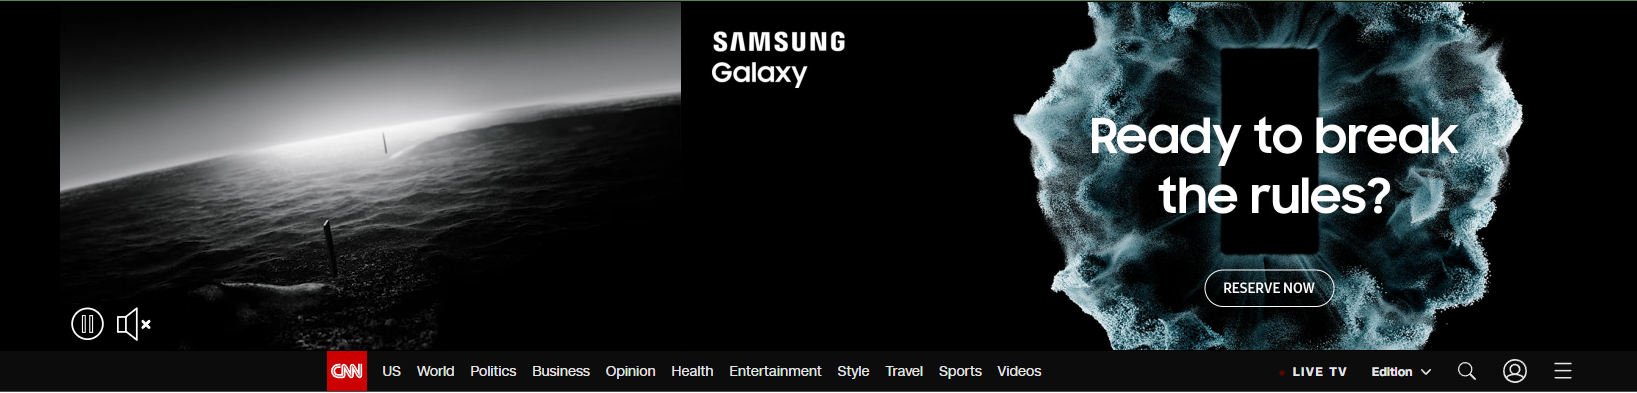 SAMSUNG
Galaxy
Ready to break
the rules?
RESERVE NOW
CNN US World Politics Business Opinion Health Entertainment Style Travel Sports Videos LIVE TV Edition